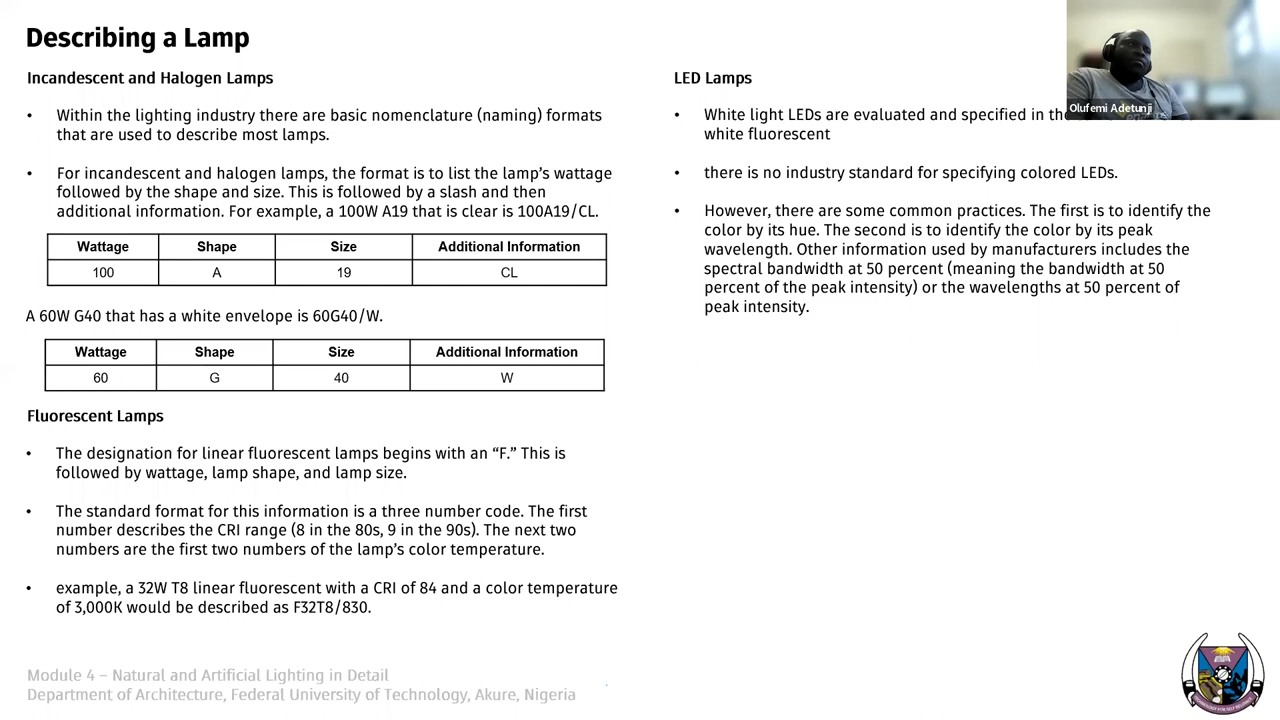 Describing a Lamp
Incandescent and Halogen Lamps
• Within the lighting industry there are basic nomenclature (naming) formats
that are used to describe most lamps.
• For incandescent and halogen lamps, the format is to list the lamp’s wattage
followed by the shape and size. This is followed by a slash and then
additional information. For example, a 100W A19 that is clear is 100A19/CL.
Wattage Shape Size Additional Information
100 A 19 CL
A 60W G40 that has a white envelope is 60G40/W.
Wattage Shape Size Additional Information
60 G 40 W
Fluorescent Lamps
• The designation for linear fluorescent lamps begins with an “F.” This is
followed by wattage, lamp shape, and lamp size.
• The standard format for this information is a three number code. The first
number describes the CRI range (8 in the 80s, 9 in the 90s). The next two
numbers are the first two numbers of the lamp’s color temperature.
• example, a 32W T8 linear fluorescent with a CRI of 84 and a color temperature
of 3,000K would be described as F32T8/830.
LED Lamps
• White light LEDs are evaluated and specified in the
white fluorescent
• there is no industry standard for specifying colored LEDs.
• However, there are some common practices. The first is to identify the
color by its hue. The second is to identify the color by its peak
wavelength. Other information used by manufacturers includes the
spectral bandwidth at 50 percent (meaning the bandwidth at 50
percent of the peak intensity) or the wavelengths at 50 percent of
peak intensity.
Olufemi Adetunji
Module 4 – Natural and Artificial Lighting in Detail
Department of Architecture, Federal University of Technology, Akure, Nigeria